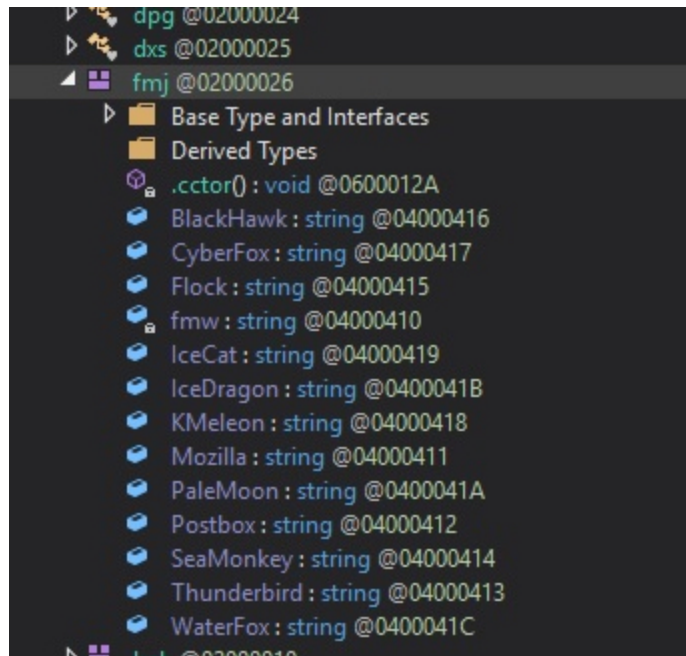 dpg @02000024
dxs @02000025
fmj @02000026
Base Type and Interfaces
Derived Types
.cctor() : void @0600012A
BlackHawk : string @04000416
CyberFox : string @04000417
Flock : string @04000415
fmw : string @04000410
IceCat : string @04000419
IceDragon : string @0400041B
KMeleon : string @04000418
Mozilla : string @04000411
PaleMoon : string @0400041A
Postbox : string @04000412
SeaMonkey : string @04000414
Thunderbird : string @04000413
WaterFox : string @0400041C